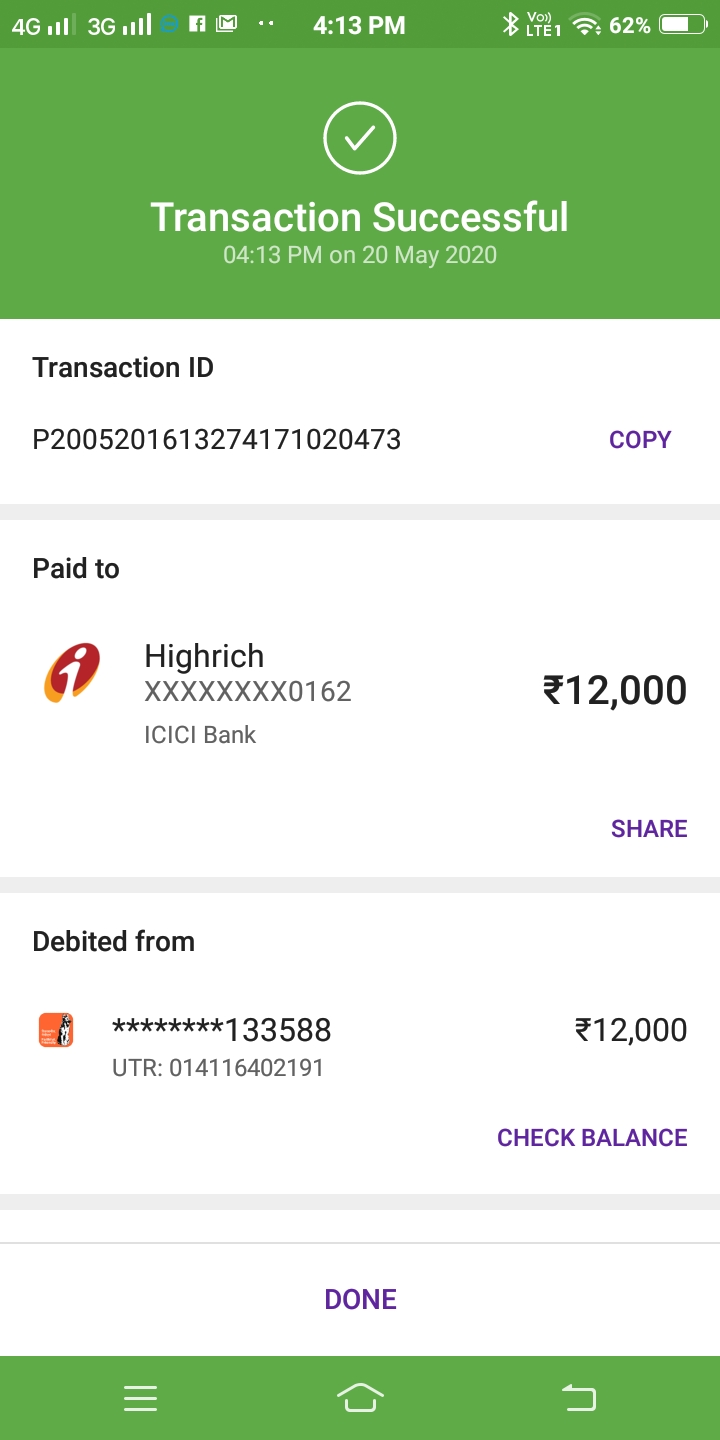 4G 3G 4:13 PM Vo)) LTE1 62%
Transaction Successful
04:13 PM on 20 May 2020
Transaction ID
P2005201613274171020473 COPY
Paid to
Highrich
XXXXXXXX0162
₹12,000
ICICI Bank
SHARE
Debited from
********133588 ₹12,000
UTR: 014116402191
CHECK BALANCE
DONE